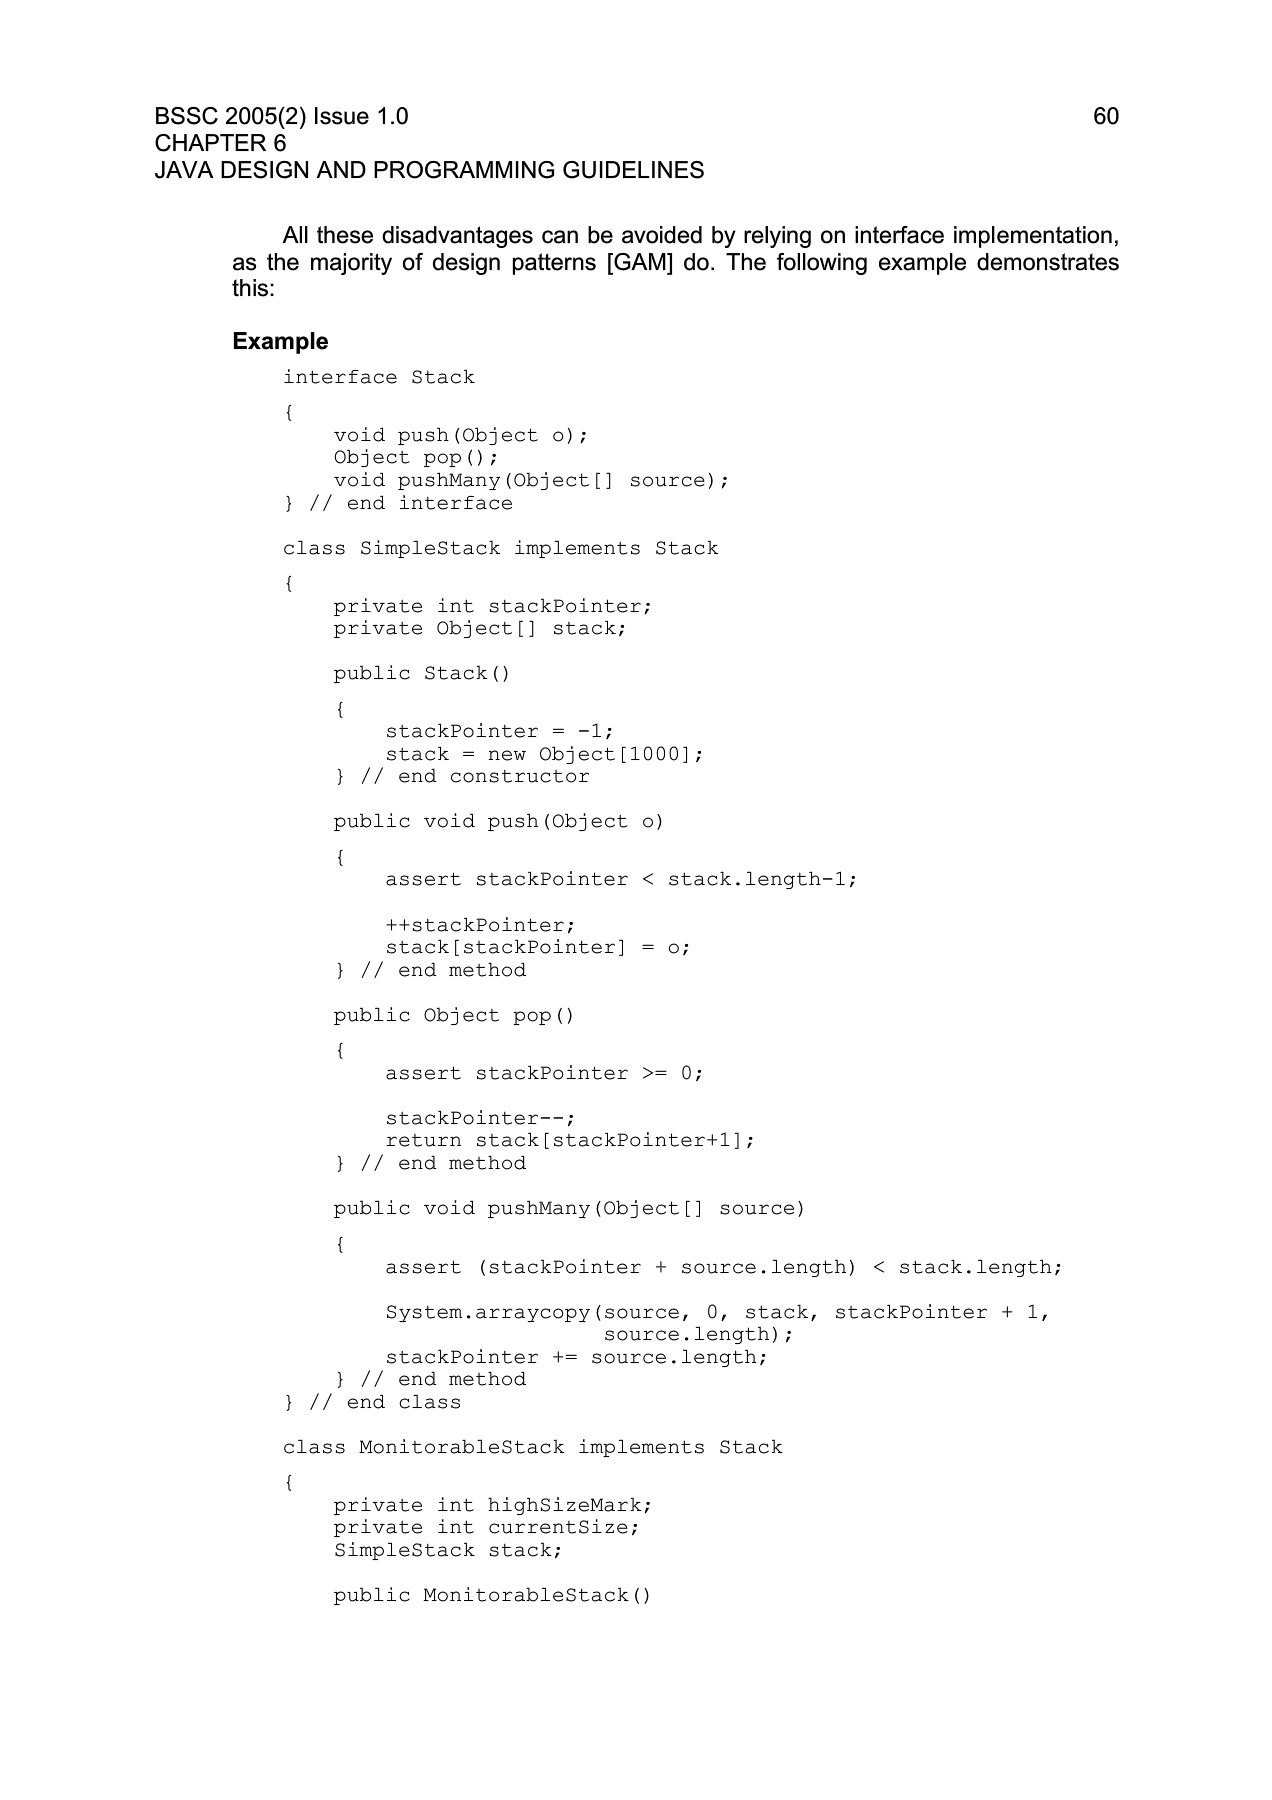 BSSC 2005(2) Issue 1.0 60
CHAPTER 6
JAVA DESIGN AND PROGRAMMING GUIDELINES
All these disadvantages can be avoided by relying on interface implementation,
as the majority of design patterns [GAM] do. The following example demonstrates
this:
Example
interface Stack
{
    void push(Object o);
    Object pop();
    void pushMany(Object[] source);
} // end interface
class SimpleStack implements Stack
{
    private int stackPointer;
    private Object[] stack;
    public Stack()
    {
        stackPointer = -1;
        stack = new Object[1000];
    } // end constructor
    public void push(Object o)
    {
        assert stackPointer < stack.length-1;
        ++stackPointer;
        stack[stackPointer] = o;
    } // end method
    public Object pop()
    {
        assert stackPointer >= 0;
        stackPointer--;
        return stack[stackPointer+1];
    } // end method
    public void pushMany(Object[] source)
    {
        assert (stackPointer + source.length) < stack.length;
        System.arraycopy(source, 0, stack, stackPointer + 1,
                         source.length);
        stackPointer += source.length;
    } // end method
} // end class
class MonitorableStack implements Stack
{
    private int highSizeMark;
    private int currentSize;
    SimpleStack stack;
    public MonitorableStack()